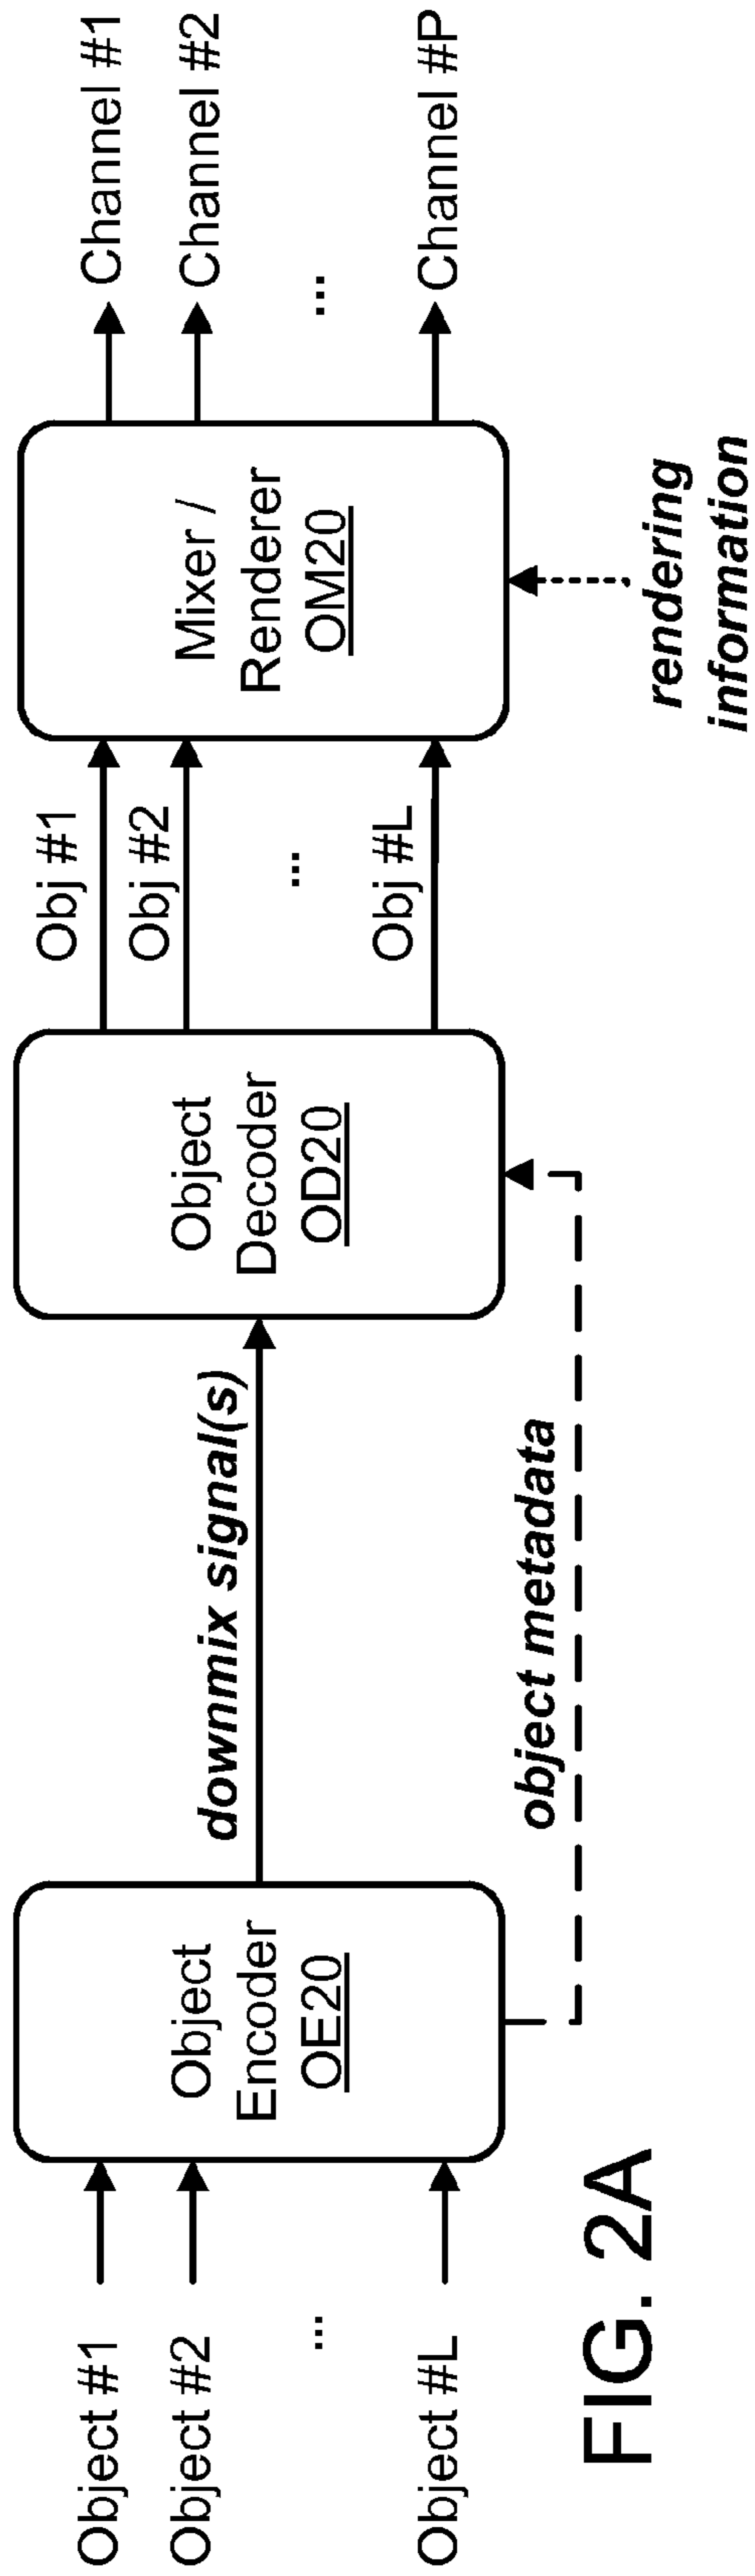 Object #1
Object #2
...
Object #L
Object
Encoder
OE20
downmix signal(s)
object metadata
Object
Decoder
OD20
Obj #1
Obj #2
...
Obj #L
Mixer /
Renderer
OM20
rendering
information
Channel #1
Channel #2
...
Channel #P
FIG. 2A